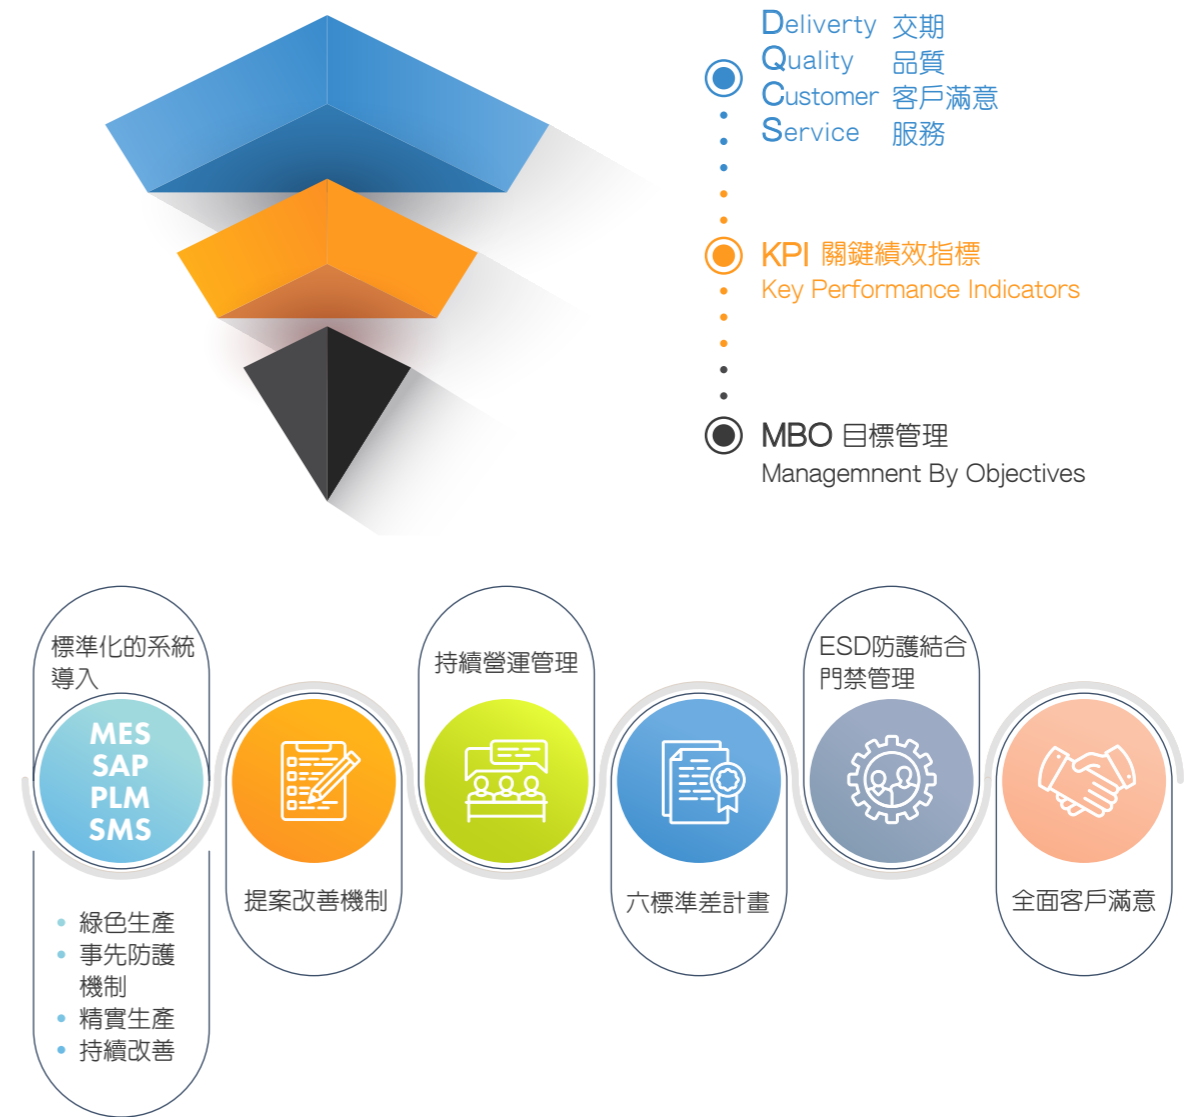 Deliverty 交期
Quality 品質
Customer 客戶滿意
Service 服務
KPI 關鍵績效指標
Key Performance Indicators
MBO 目標管理
Managemnent By Objectives
標準化的系統
導入
MES
SAP
PLM
SMS
綠色生產
事先防護
機制
精實生產
持續改善
提案改善機制
持續營運管理
六標準差計畫
ESD防護結合
門禁管理
全面客戶滿意